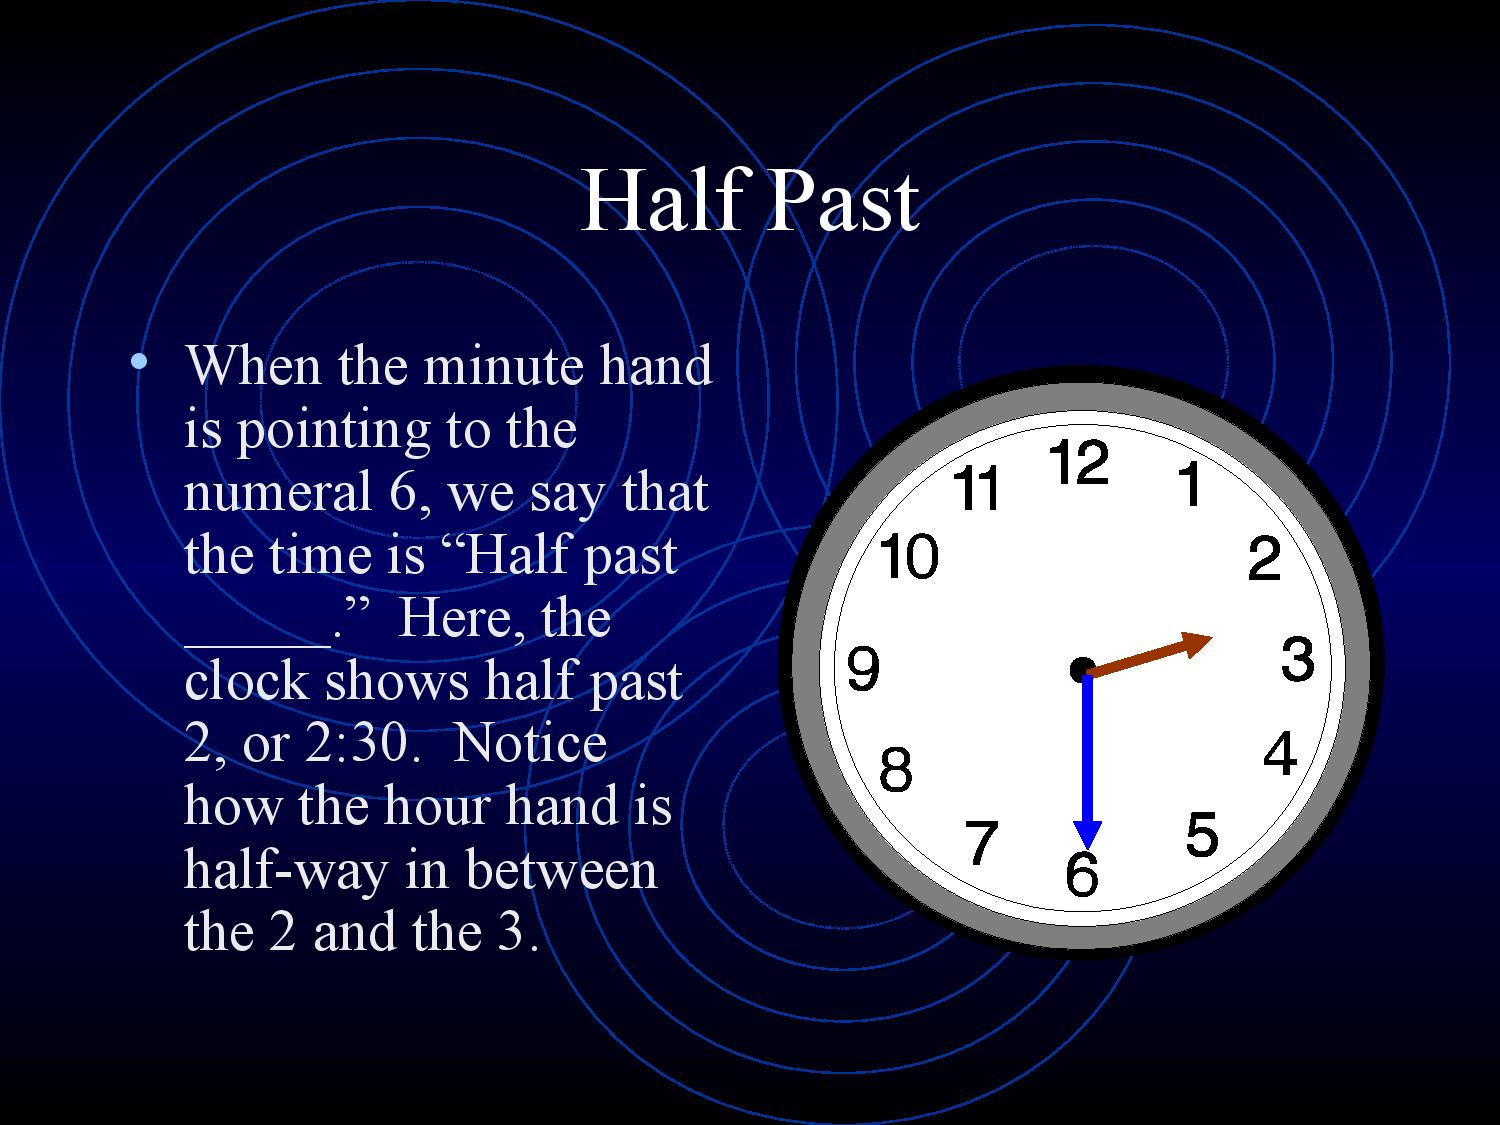 Half Past
• When the minute hand
is pointing to the
numeral 6, we say that
the time is “Half past
_____.”  Here, the
clock shows half past
2, or 2:30.  Notice
how the hour hand is
half-way in between
the 2 and the 3.
12
11
1
10
2
9
3
8
4
7
5
6